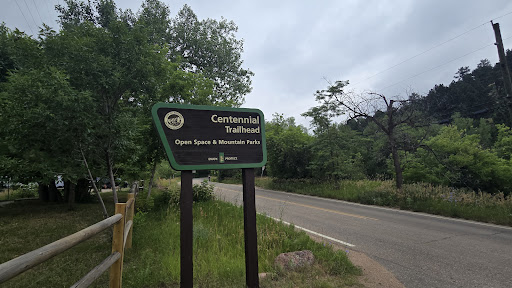 Centennial
Trailhead
Open Space & Mountain Parks